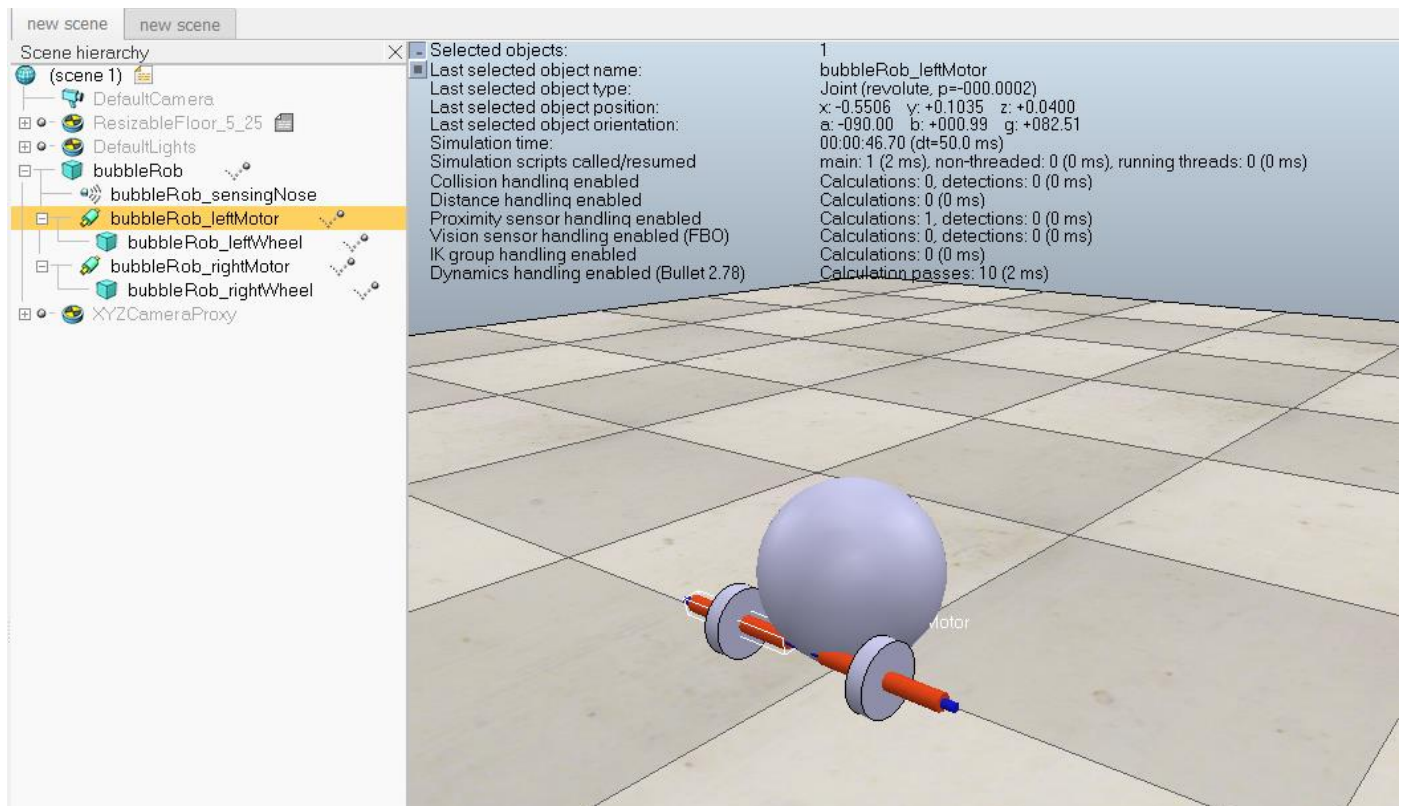 new scene new scene
Scene hierarchy
(scene 1)
DefaultCamera
ResizableFloor_5_25
DefaultLights
bubbleRob
bubbleRob_sensingNose
bubbleRob_leftMotor
bubbleRob_leftWheel
bubbleRob_rightMotor
bubbleRob_rightWheel
XYZCameraProxy
Selected objects: 1
Last selected object name: bubbleRob_leftMotor
Last selected object type: Joint (revolute, p=-000.0002)
Last selected object position: x: -0.5506 y: +0.1035 z: +0.0400
Last selected object orientation: a: -090.00 b: +000.99 g: +082.51
Simulation time: 00:00:46.70 (dt=50.0 ms)
Simulation scripts called/resumed main: 1 (2 ms), non-threaded: 0 (0 ms), running threads: 0 (0 ms)
Collision handling enabled Calculations: 0, detections: 0 (0 ms)
Distance handling enabled Calculations: 0 (0 ms)
Proximity sensor handling enabled Calculations: 1, detections: 0 (0 ms)
Vision sensor handling enabled (FBO) Calculations: 0, detections: 0 (0 ms)
IK group handling enabled Calculations: 0 (0 ms)
Dynamics handling enabled (Bullet 2.78) Calculation passes: 10 (2 ms)
Motor